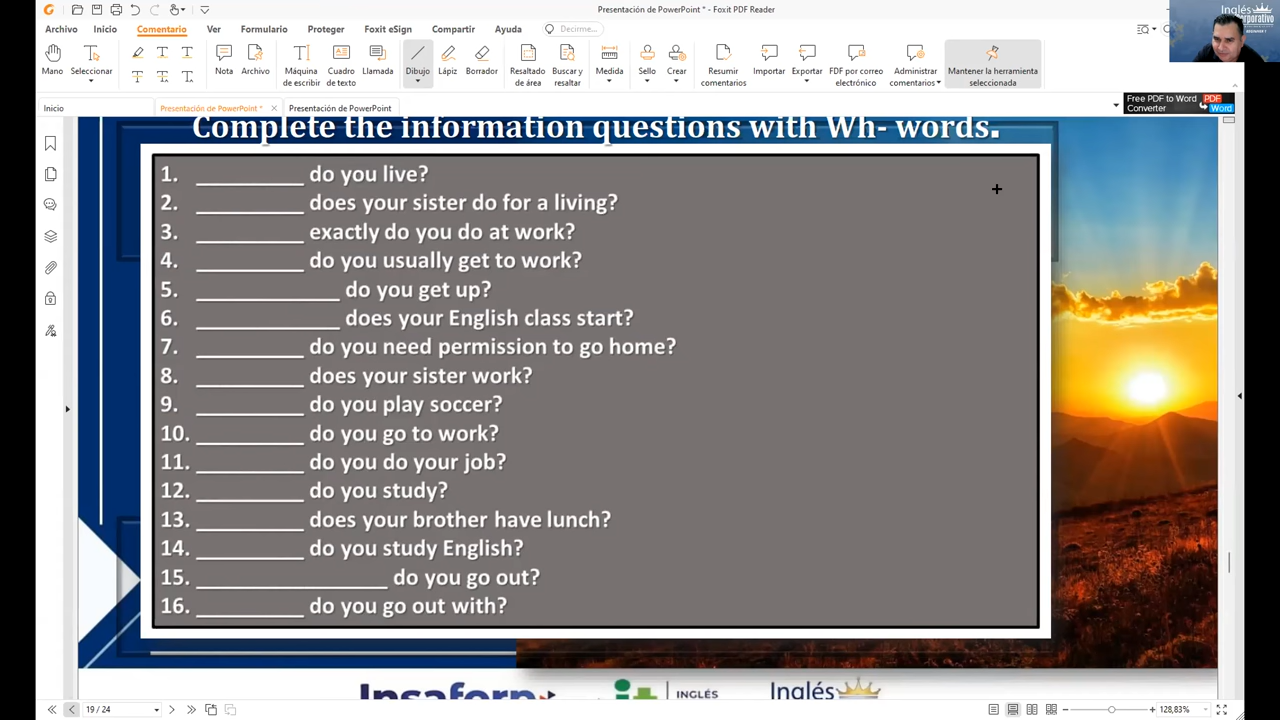 Presentación de PowerPoint * - Foxit PDF Reader
Archivo Inicio Comentario Ver Formulario Proteger Foxit eSign Compartir Ayuda Decirme...
Mano Seleccionar Nota Archivo Máquina de escribir Cuadro de texto Llamada Dibujo Lápiz Borrador Resaltado de área Buscar y resaltar Medida Sello Crear Resumir comentarios Importar Exportar PDF por correo electrónico Administrar comentarios Mantener la herramienta seleccionada
Inicio Presentación de PowerPoint * Presentación de PowerPoint
Free PDF to Word Converter PDF Word
Inglés
Complete the information questions with Wh- words.
1. __________ do you live?
2. __________ does your sister do for a living?
3. __________ exactly do you do at work?
4. __________ do you usually get to work?
5. _____________ do you get up?
6. _____________ does your English class start?
7. __________ do you need permission to go home?
8. __________ does your sister work?
9. __________ do you play soccer?
10. __________ do you go to work?
11. __________ do you do your job?
12. __________ do you study?
13. __________ does your brother have lunch?
14. __________ do you study English?
15. __________________ do you go out?
16. __________ do you go out with?
Insaforp INGLÉS Inglés
19 / 24
128,83%